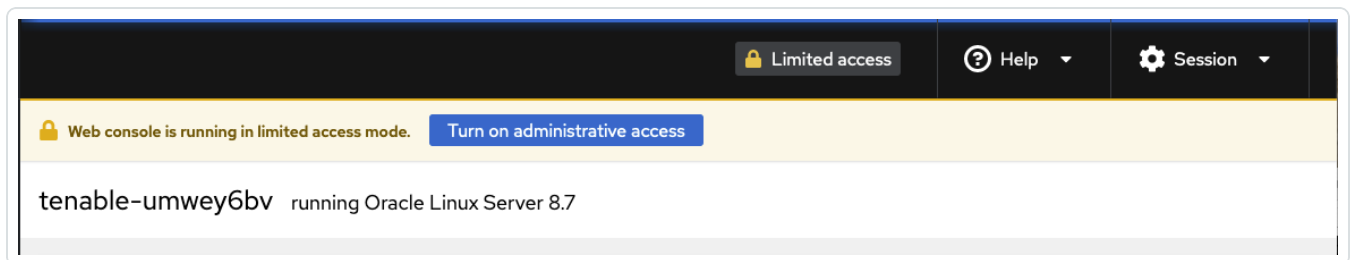 Limited access Help Session
Web console is running in limited access mode. Turn on administrative access
tenable-umwey6bv running Oracle Linux Server 8.7